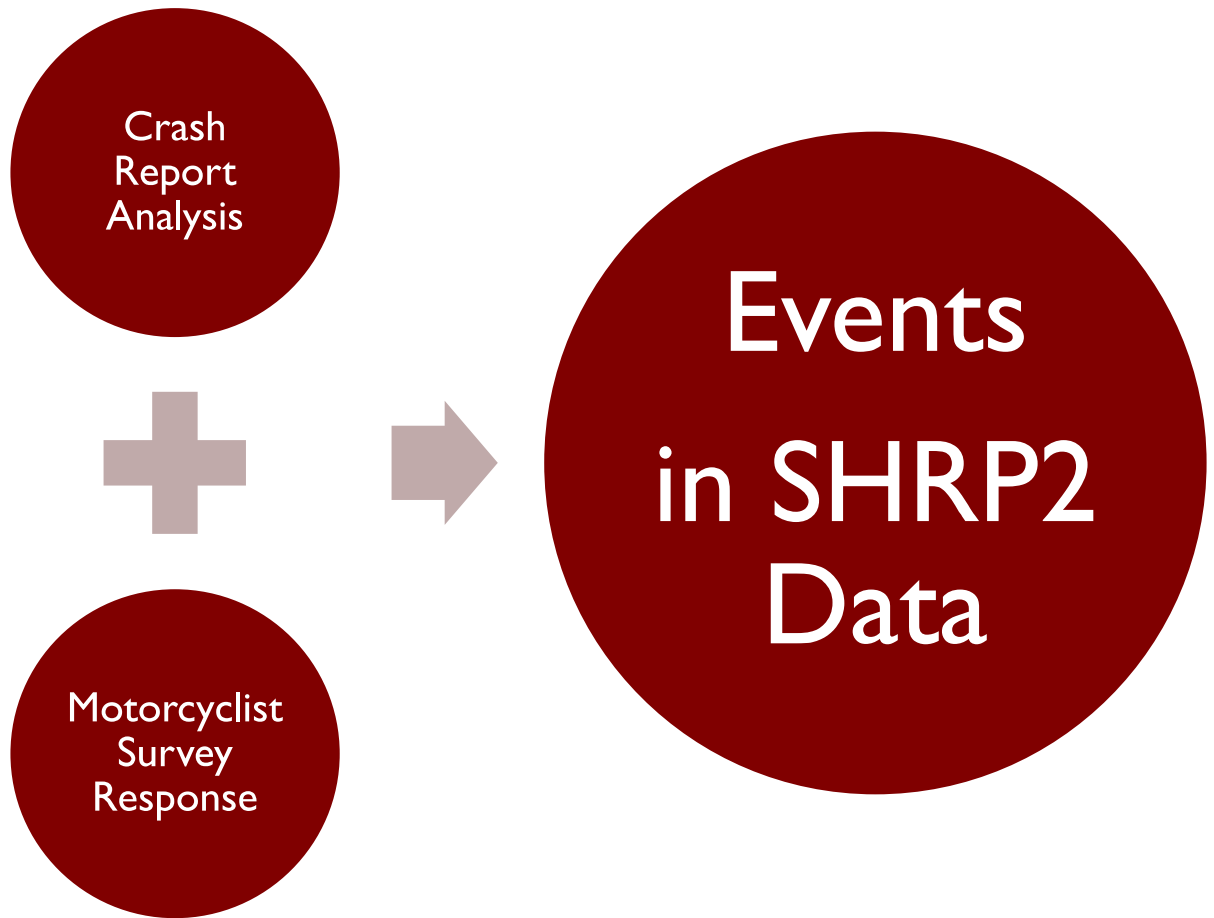 Crash
Report
Analysis
Motorcyclist
Survey
Response
Events
in SHRP2
Data